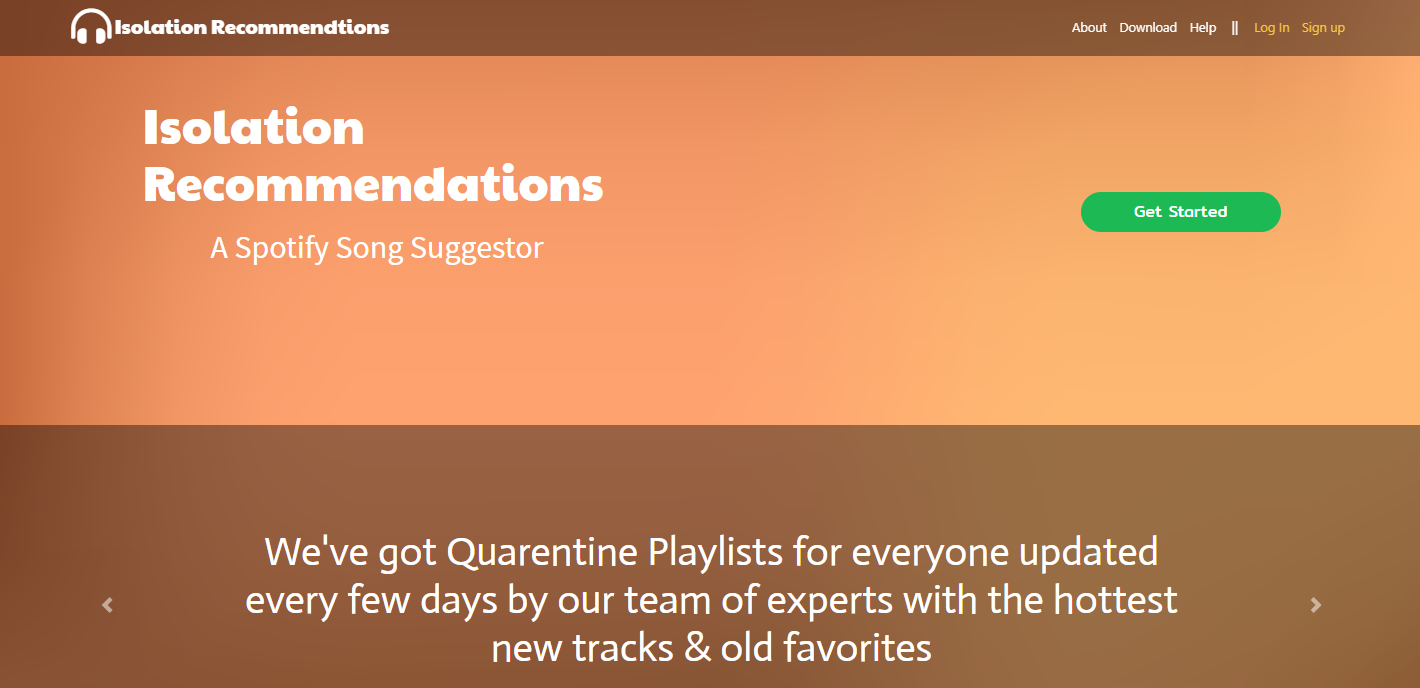 Isolation Recommendtions
About Download Help || Log In Sign up
Isolation
Recommendations
A Spotify Song Suggestor
Get Started
We've got Quarentine Playlists for everyone updated
every few days by our team of experts with the hottest
new tracks & old favorites